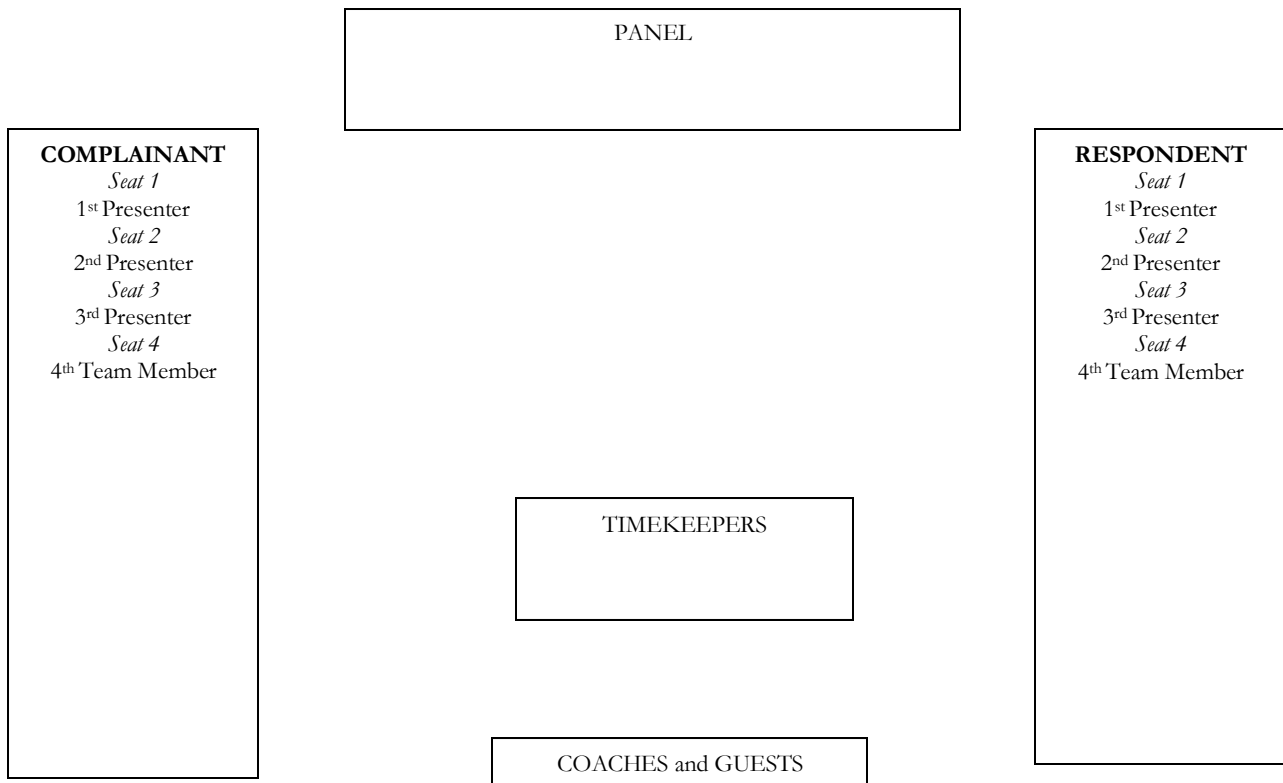 PANEL
COMPLAINANT
Seat 1
1st Presenter
Seat 2
2nd Presenter
Seat 3
3rd Presenter
Seat 4
4th Team Member
RESPONDENT
Seat 1
1st Presenter
Seat 2
2nd Presenter
Seat 3
3rd Presenter
Seat 4
4th Team Member
TIMEKEEPERS
COACHES and GUESTS